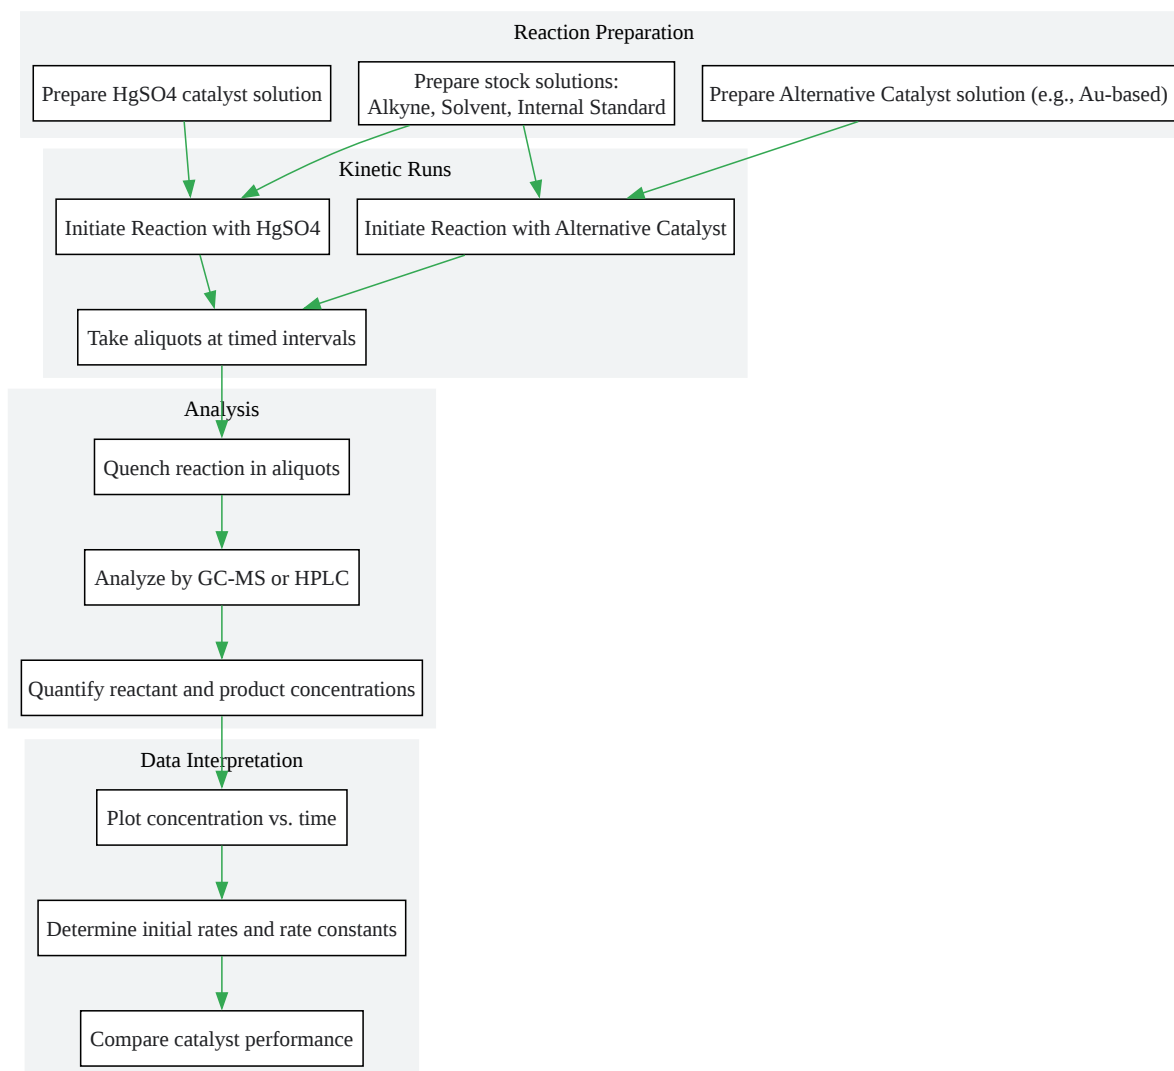 Reaction Preparation
Prepare HgSO4 catalyst solution
Prepare stock solutions:
Alkyne, Solvent, Internal Standard
Prepare Alternative Catalyst solution (e.g., Au-based)
Kinetic Runs
Initiate Reaction with HgSO4
Initiate Reaction with Alternative Catalyst
Take aliquots at timed intervals
Analysis
Quench reaction in aliquots
Analyze by GC-MS or HPLC
Quantify reactant and product concentrations
Data Interpretation
Plot concentration vs. time
Determine initial rates and rate constants
Compare catalyst performance